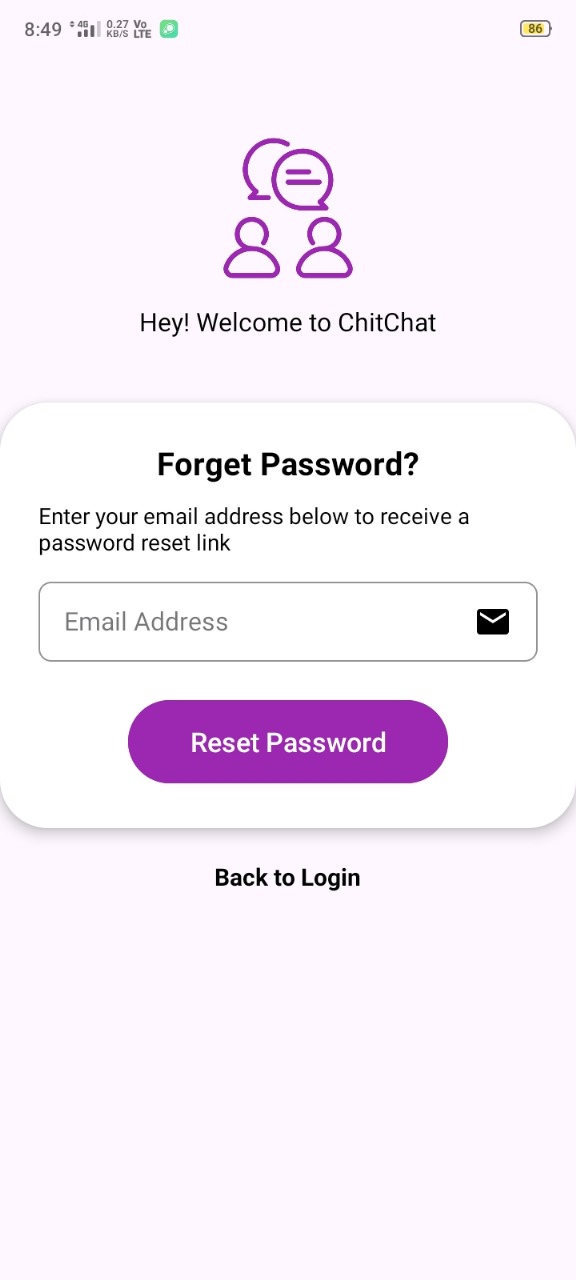 8:49 4G 0.27 KB/S Vo LTE 86
Hey! Welcome to ChitChat
Forget Password?
Enter your email address below to receive a
password reset link
Email Address
Reset Password
Back to Login